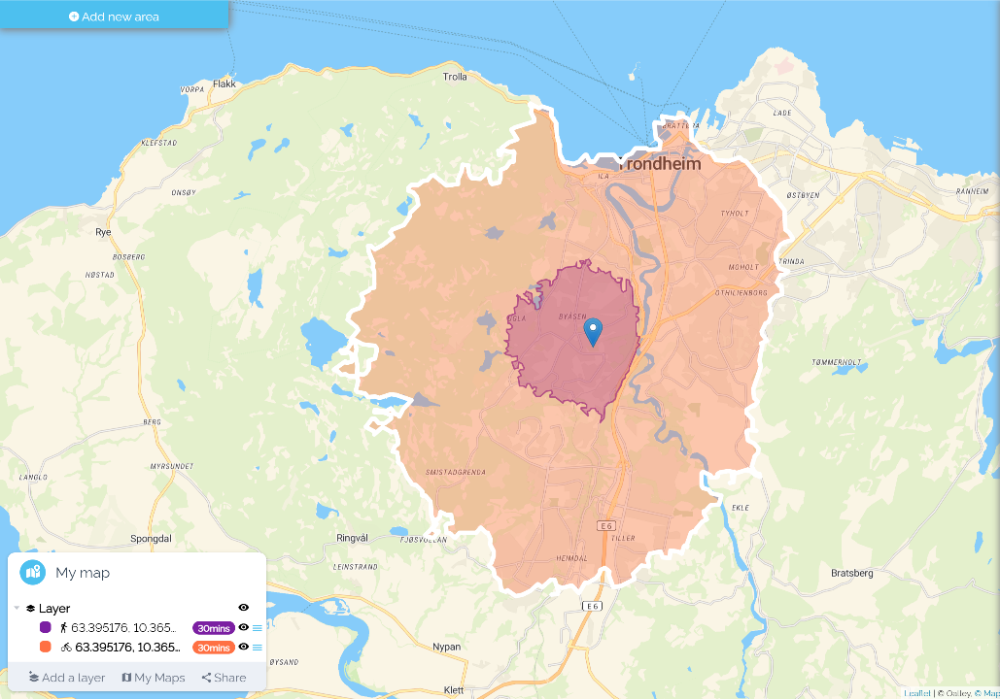 Add new area
Trolla
Flakk
VORPA
LADE
BRATTØRA
KLEFSTAD
Trondheim
ILA
ØNSØY
RANHEIM
ØSTBYEN
TYHOLT
Rye
BOSBERG
TRINDA
MOHOLT
HØSTAD
OTHILIENBORG
UGLA
BYÅSEN
TØMMERHOLT
BERG
MYRSUNDET
SMISTADGRENDA
LANGLO
EKLE
E6
Spongdal
Ringvål
FJØSVOLLAN
TILLER
HEIMDAL
LEINSTRAND
Bratsberg
My map
E6
Layer
63.395176, 10.365... 30mins
63.395176, 10.365... 30mins
Nypan
ØYSAND
Add a layer My Maps Share
Klett
Leaflet | © Oalley, © Map